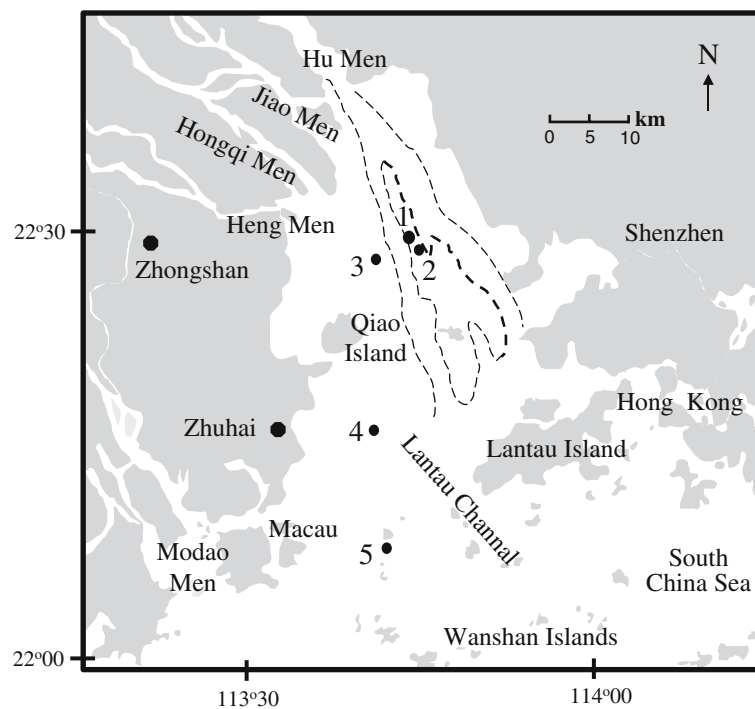 Hu Men
N
Jiao Men
km
0 5 10
Hongqi Men
1
22°30
Heng Men
Shenzhen
Zhongshan
3
2
Qiao
Island
Hong Kong
Zhuhai
4
Lantau Island
Lantau Channal
Macau
5
Modao
Men
South
China Sea
Wanshan Islands
22°00
113°30
114°00